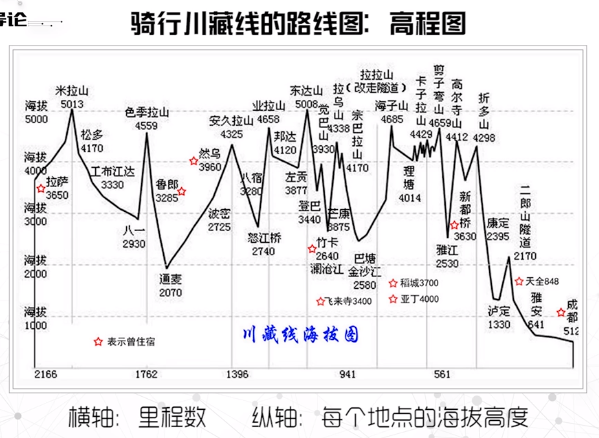 导论
骑行川藏线的路线图：高程图
海拔
5000
海拔
4000
海拔
3000
海拔
2000
海拔
1000
米拉山
5013
松多
4170
工布江达
3330
拉萨
3650
八一
2930
色季拉山
4559
鲁郎
3285
通麦
2070
然乌
3960
波密
2725
安久拉山
4325
八宿
3280
怒江桥
2740
业拉山
4658
邦达
4120
左贡
3877
东达山
5008
登巴
3440
觉巴山
3930
竹卡
2640
澜沧江
拉乌山
4338
芒康
3875
宗巴拉山
4170
巴塘
金沙江
2580
拉拉山
（改走隧道）
海子山
4685
理塘
4014
卡子拉山
4429
剪子弯山
4659
雅江
2530
高尔寺山
4412
新都桥
3630
折多山
4298
康定
2395
泸定
1330
二郎山隧道
2170
天全848
雅安
641
成都
512
稻城3700
亚丁4000
飞来寺3400
表示曾住宿
川藏线海拔图
2166
1762
1396
941
561
横轴：里程数
纵轴：每个地点的海拔高度